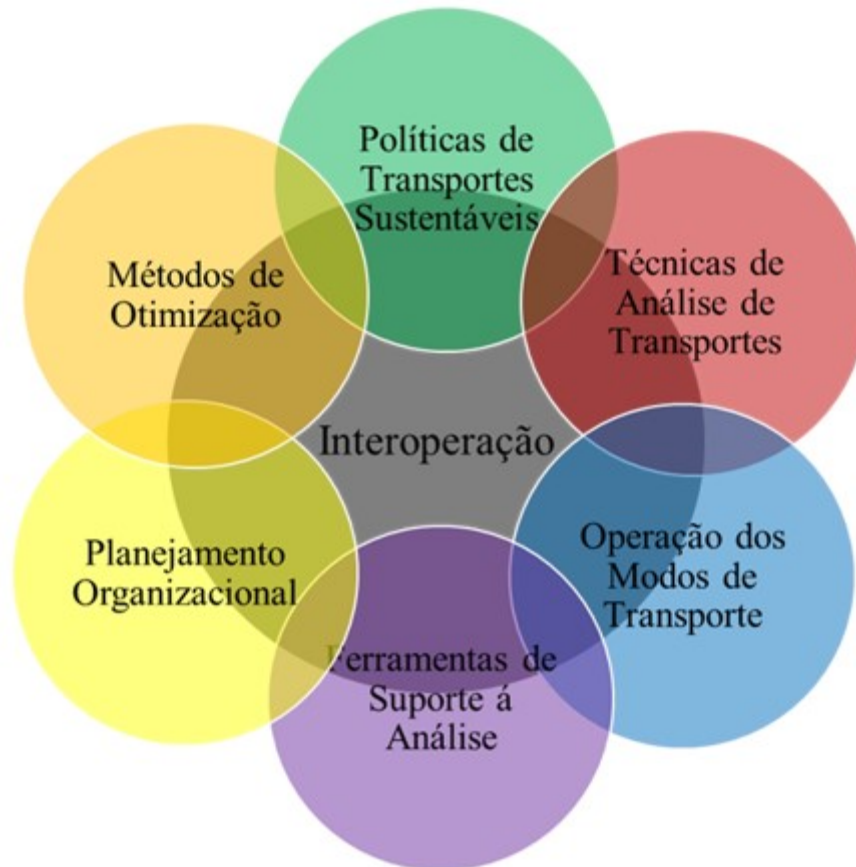 Políticas de
Transportes
Sustentáveis
Técnicas de
Análise de
Transportes
Operação dos
Modos de
Transporte
Ferramentas de
Suporte á
Análise
Planejamento
Organizacional
Métodos de
Otimização
Interoperação